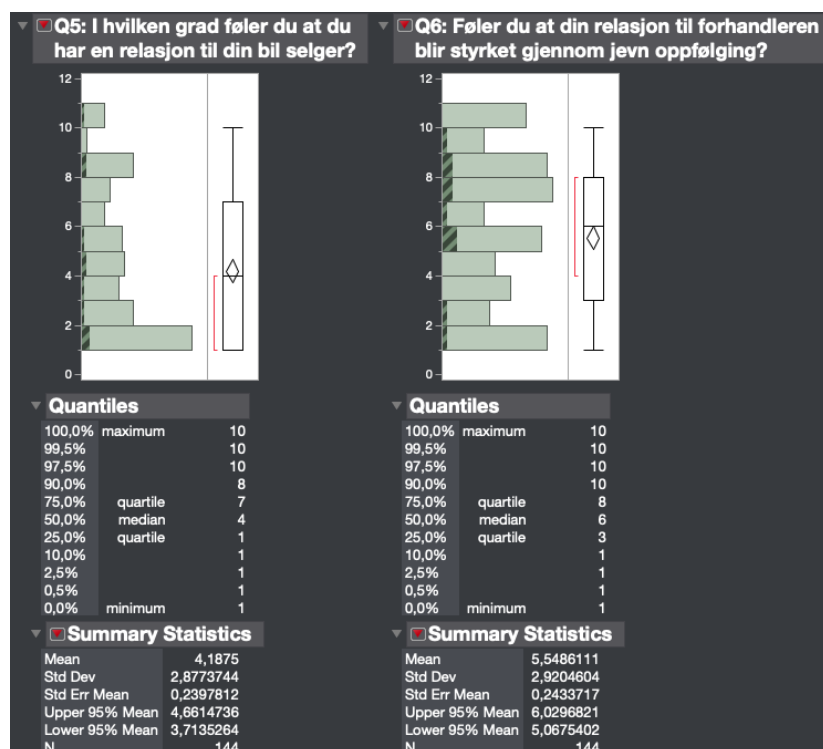 Q5: I hvilken grad føler du at du
har en relasjon til din bil selger?
12
10
8
6
4
2
0
Quantiles
100,0% maximum 10
99,5% 10
97,5% 10
90,0% 8
75,0% quartile 7
50,0% median 4
25,0% quartile 1
10,0% 1
2,5% 1
0,5% 1
0,0% minimum 1
Summary Statistics
Mean 4,1875
Std Dev 2,8773744
Std Err Mean 0,2397812
Upper 95% Mean 4,6614736
Lower 95% Mean 3,7135264
N 144
Q6: Føler du at din relasjon til forhandleren
blir styrket gjennom jevn oppfølging?
12
10
8
6
4
2
0
Quantiles
100,0% maximum 10
99,5% 10
97,5% 10
90,0% 10
75,0% quartile 8
50,0% median 6
25,0% quartile 3
10,0% 1
2,5% 1
0,5% 1
0,0% minimum 1
Summary Statistics
Mean 5,5486111
Std Dev 2,9204604
Std Err Mean 0,2433717
Upper 95% Mean 6,0296821
Lower 95% Mean 5,0675402
N 144